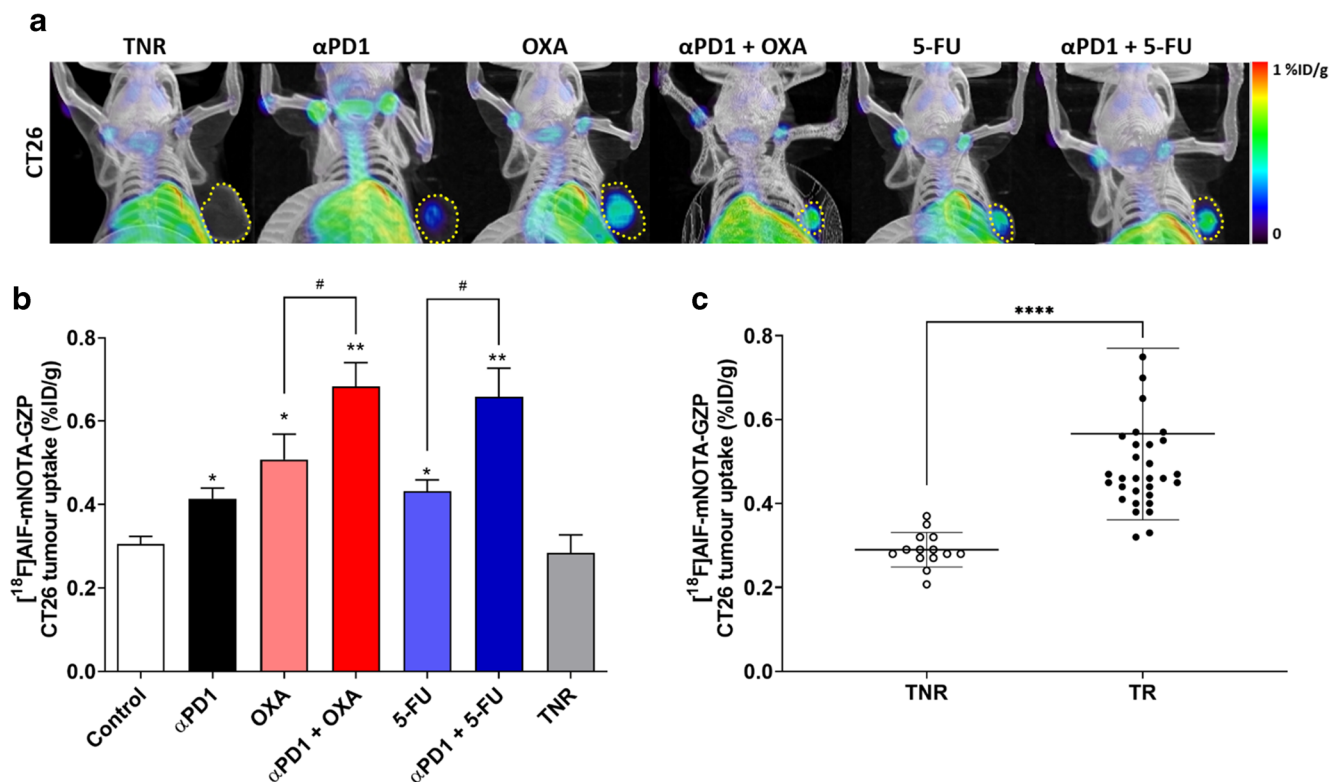 a
TNR
αPD1
OXA
αPD1 + OXA
5-FU
αPD1 + 5-FU
CT26
1 %ID/g
0
b
[¹⁸F]AlF-mNOTA-GZP
CT26 tumour uptake (%ID/g)
0.8
0.6
0.4
0.2
0.0
*
*
#
**
*
#
**
Control
αPD1
OXA
αPD1 + OXA
5-FU
αPD1 + 5-FU
TNR
c
[¹⁸F]AlF-mNOTA-GZP
CT26 tumour uptake (%ID/g)
0.8
0.6
0.4
0.2
0.0
****
TNR
TR